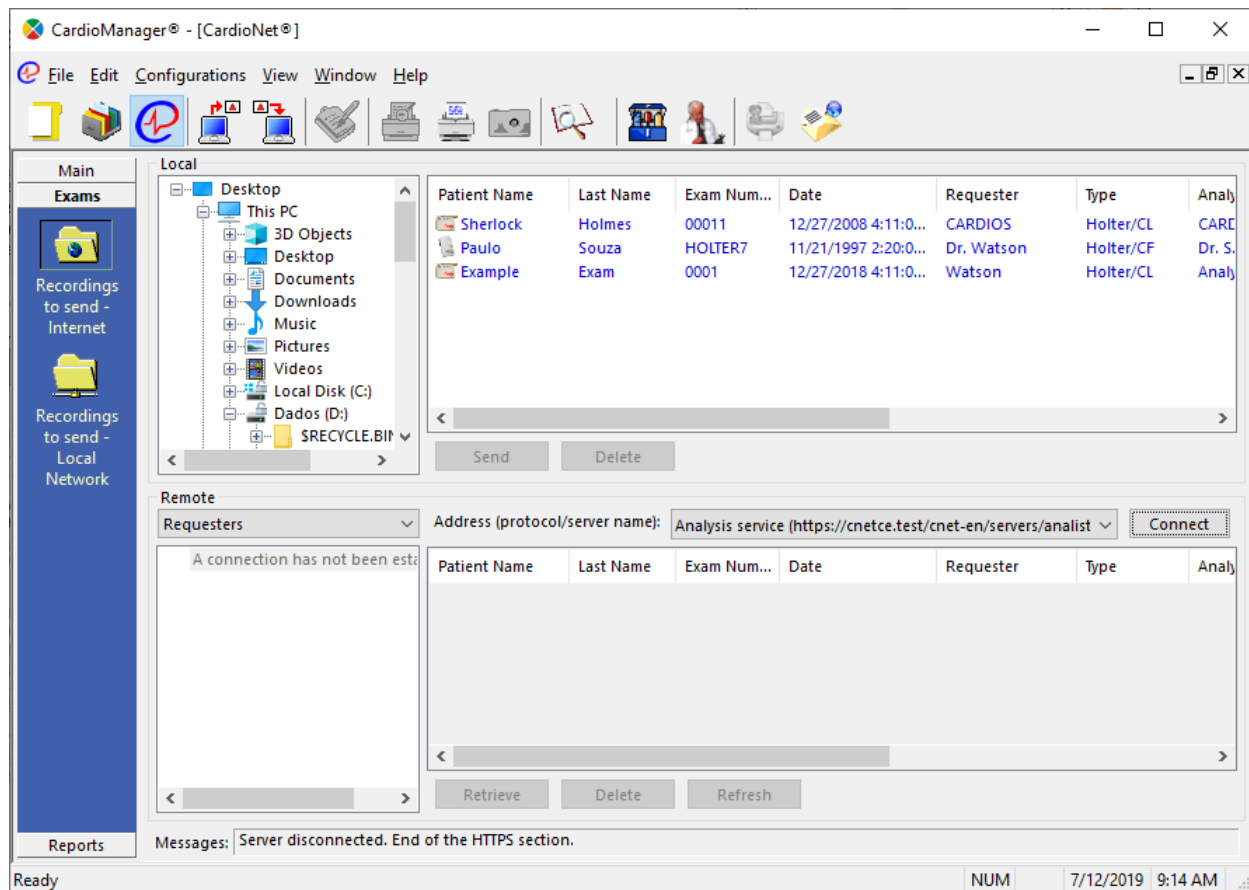 CardioManager® - [CardioNet®]
File Edit Configurations View Window Help
Main
Exams
Recordings
to send -
Internet
Recordings
to send -
Local
Network
Reports
Local
Desktop
This PC
3D Objects
Desktop
Documents
Downloads
Music
Pictures
Videos
Local Disk (C:)
Dados (D:)
$RECYCLE.BIN
Patient Name Last Name Exam Num... Date Requester Type Analy
Sherlock Holmes 00011 12/27/2008 4:11:0... CARDIOS Holter/CL CARD
Paulo Souza HOLTER7 11/21/1997 2:20:0... Dr. Watson Holter/CF Dr. S.
Example Exam 0001 12/27/2018 4:11:0... Watson Holter/CL Analy
Send Delete
Remote
Requesters
Address (protocol/server name): Analysis service (https://cnetce.test/cnet-en/servers/analist Connect
A connection has not been esta
Patient Name Last Name Exam Num... Date Requester Type Analy
Retrieve Delete Refresh
Messages: Server disconnected. End of the HTTPS section.
Ready NUM 7/12/2019 9:14 AM